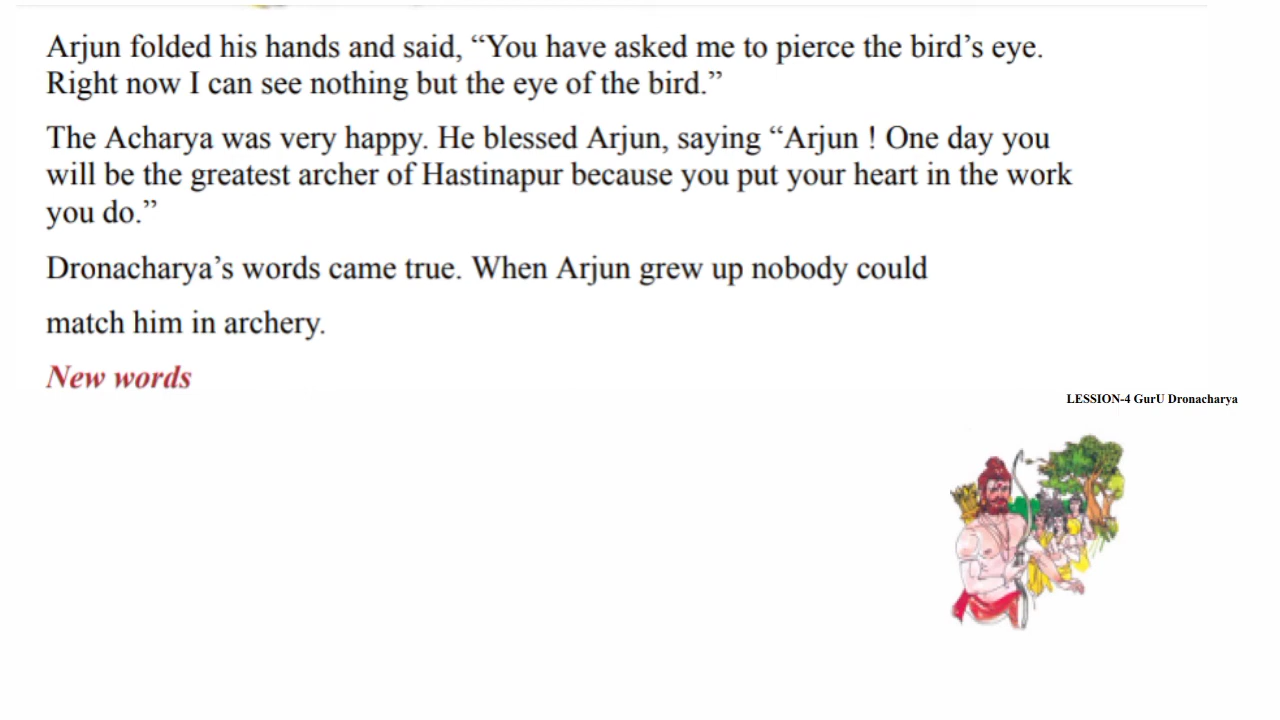 Arjun folded his hands and said, “You have asked me to pierce the bird’s eye.
Right now I can see nothing but the eye of the bird.”
The Acharya was very happy. He blessed Arjun, saying “Arjun ! One day you
will be the greatest archer of Hastinapur because you put your heart in the work
you do.”
Dronacharya’s words came true. When Arjun grew up nobody could
match him in archery.
New words
LESSION-4 GurU Dronacharya